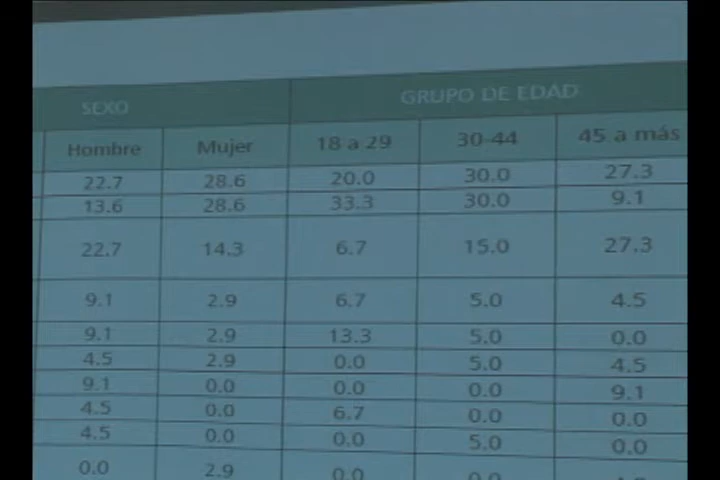 SEXO GRUPO DE EDAD
Hombre Mujer 18 a 29 30-44 45 a más
22.7 28.6 20.0 30.0 27.3
13.6 28.6 33.3 30.0 9.1
22.7 14.3 6.7 15.0 27.3
9.1 2.9 6.7 5.0 4.5
9.1 2.9 13.3 5.0 0.0
4.5 2.9 0.0 5.0 4.5
9.1 0.0 0.0 0.0 9.1
4.5 0.0 6.7 0.0 0.0
4.5 0.0 0.0 5.0 0.0
0.0 2.9 0.0 0.0